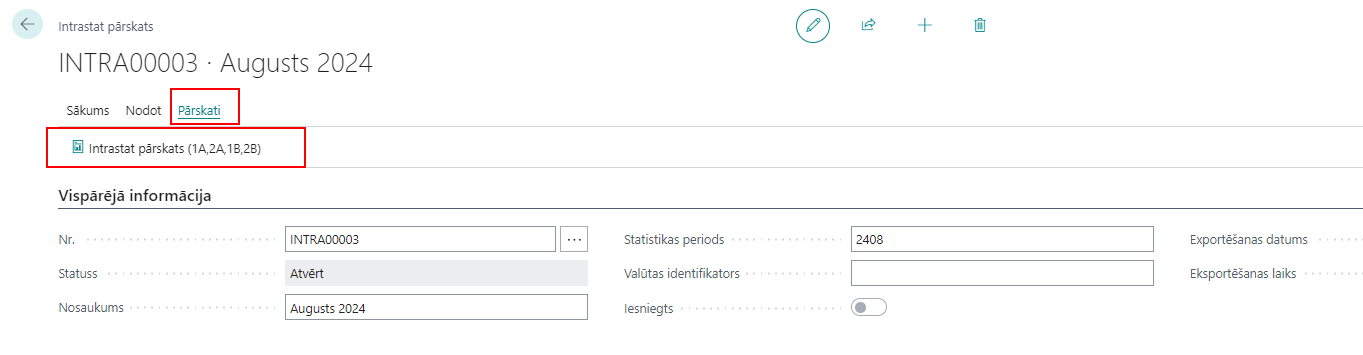 Intrastat pārskats
INTRA00003 · Augusts 2024
Sākums Nodot Pārskati
Intrastat pārskats (1A,2A,1B,2B)
Vispārējā informācija
Nr. INTRA00003 ··· Statistikas periods 2408 Exportēšanas datums
Statuss Atvērt Valūtas identifikators Eksportēšanas laiks
Nosaukums Augusts 2024 Iesniegts